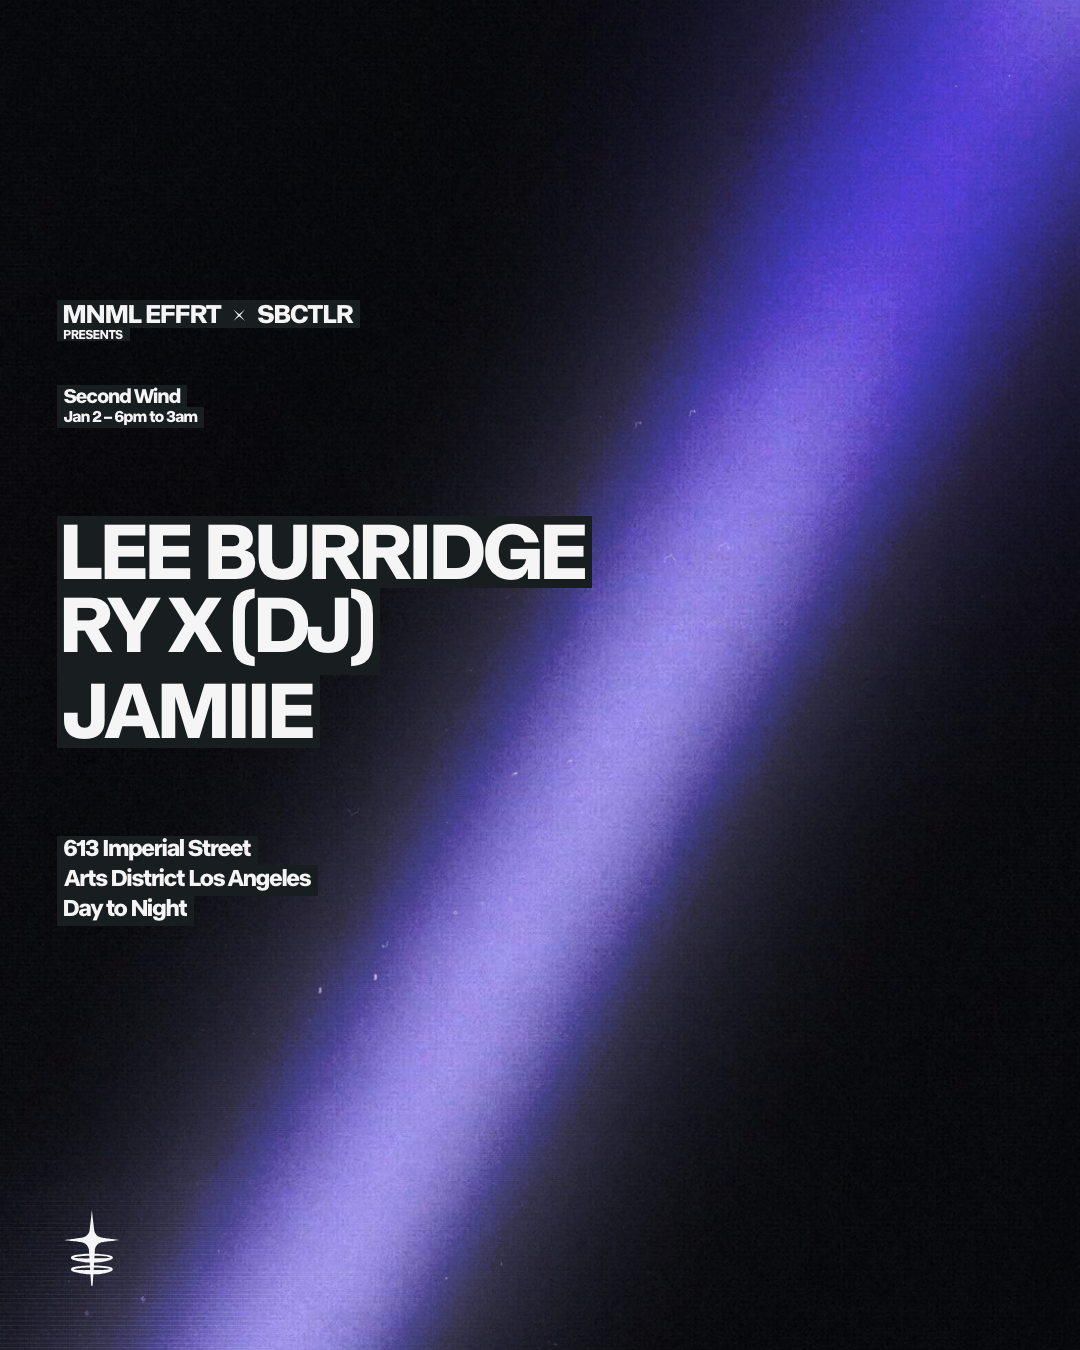 MNML EFFRT × SBCTLR
PRESENTS
Second Wind
Jan 2 – 6pm to 3am
LEE BURRIDGE
RY X (DJ)
JAMIIE
613 Imperial Street
Arts District Los Angeles
Day to Night